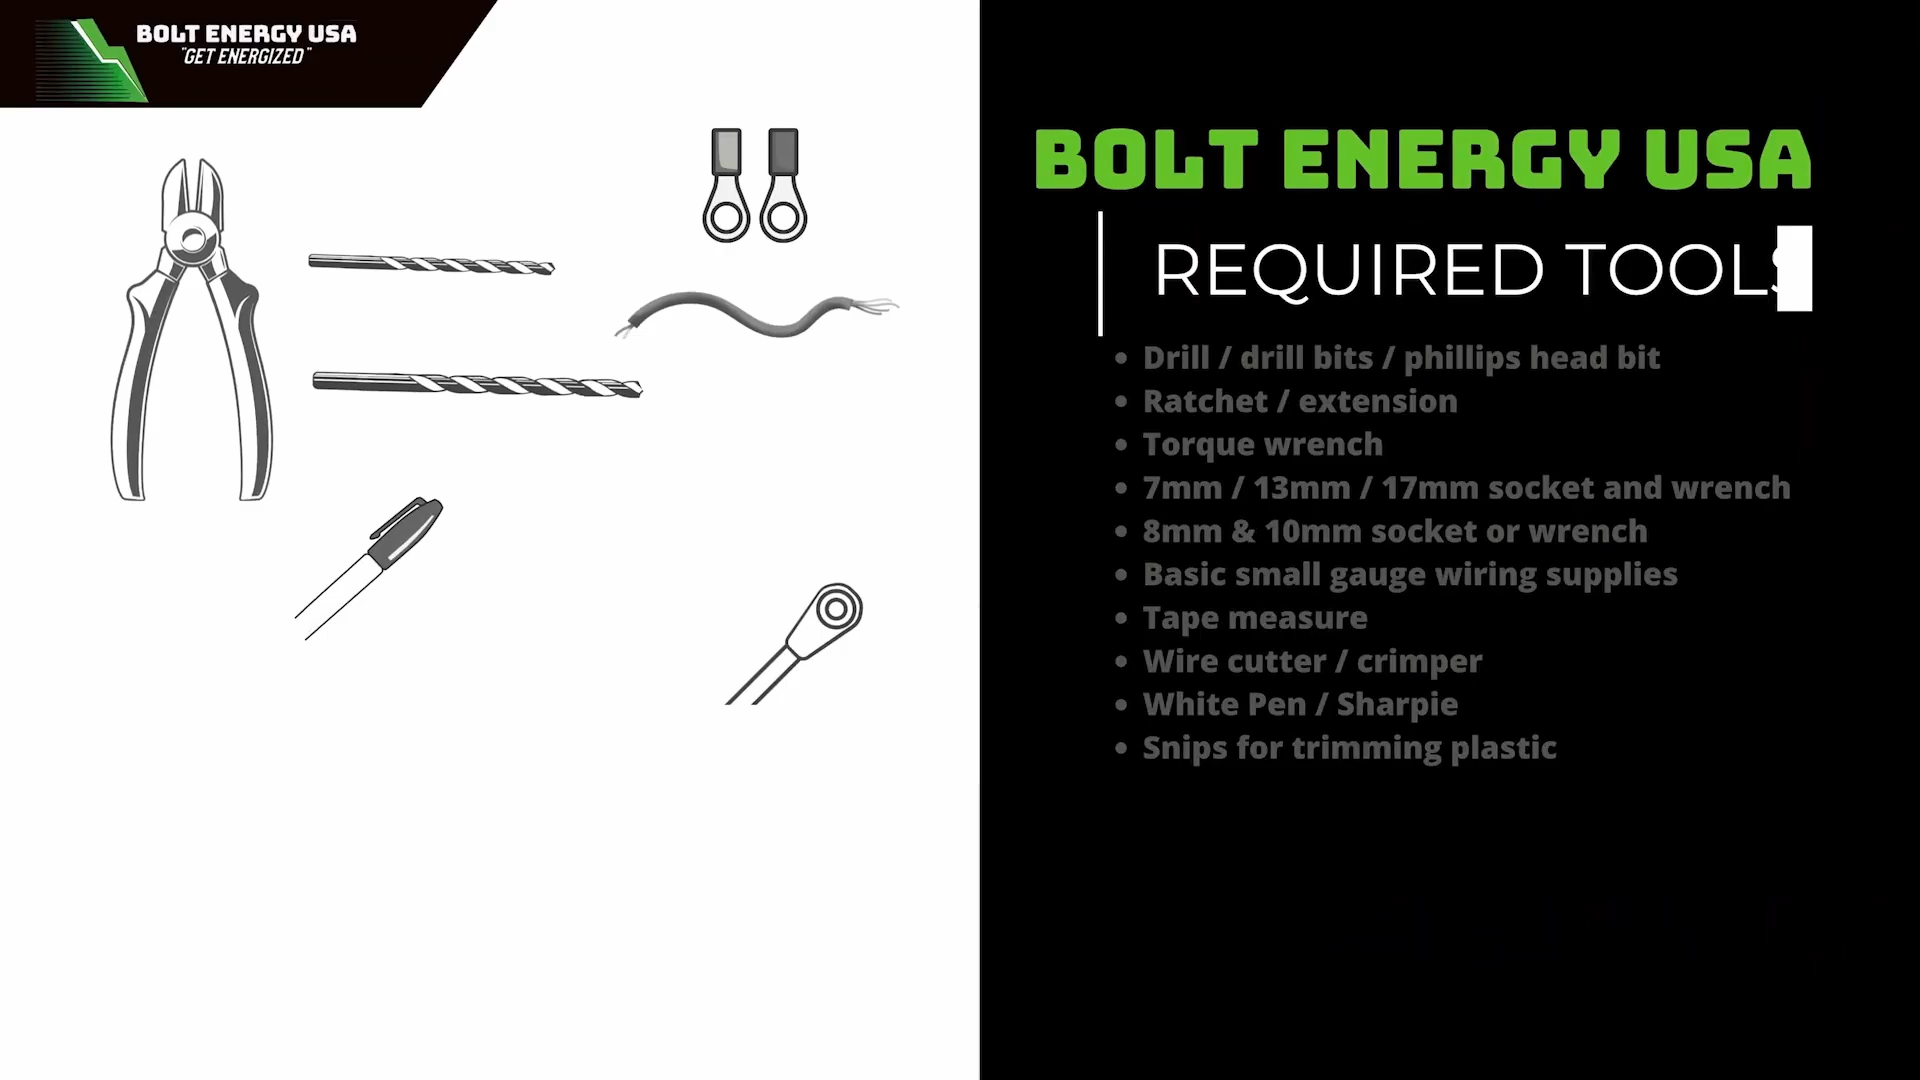 BOLT ENERGY USA
"GET ENERGIZED"
BOLT ENERGY USA
REQUIRED TOOLS
• Drill / drill bits / phillips head bit
• Ratchet / extension
• Torque wrench
• 7mm / 13mm / 17mm socket and wrench
• 8mm & 10mm socket or wrench
• Basic small gauge wiring supplies
• Tape measure
• Wire cutter / crimper
• White Pen / Sharpie
• Snips for trimming plastic